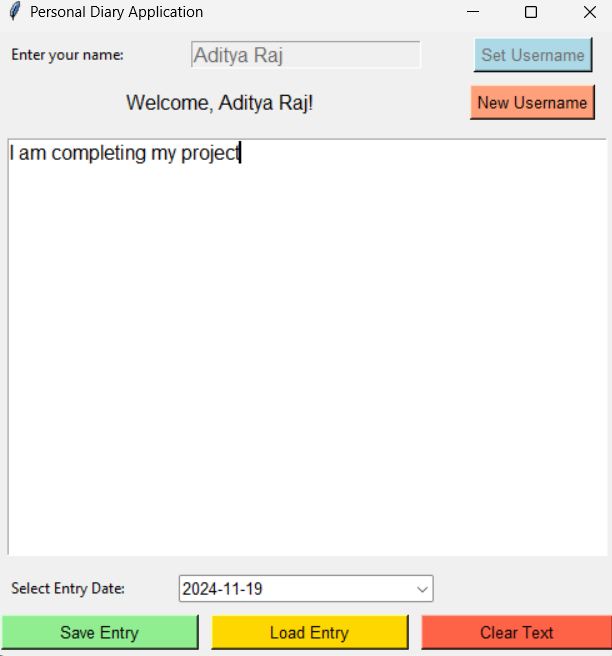 Personal Diary Application
Enter your name: Aditya Raj Set Username
Welcome, Aditya Raj! New Username
I am completing my project
Select Entry Date: 2024-11-19
Save Entry Load Entry Clear Text